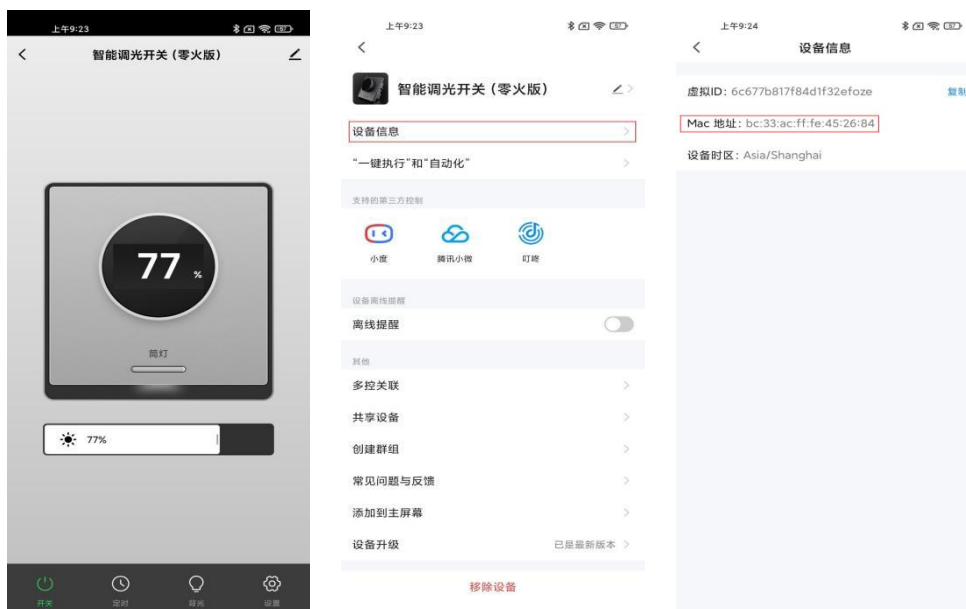 上午9:23
57
智能调光开关（零火版）
77 %
筒灯
77%
开关
定时
背光
设置
上午9:23
57
智能调光开关（零火版）
设备信息
“一键执行”和“自动化”
支持的第三方控制
小度
腾讯小微
叮咚
设备离线提醒
离线提醒
其他
多控关联
共享设备
创建群组
常见问题与反馈
添加到主屏幕
设备升级 已是最新版本
移除设备
上午9:24
57
设备信息
虚拟ID：6c677b817f84d1f32efoze 复制
Mac 地址：bc:33:ac:ff:fe:45:26:84
设备时区：Asia/Shanghai